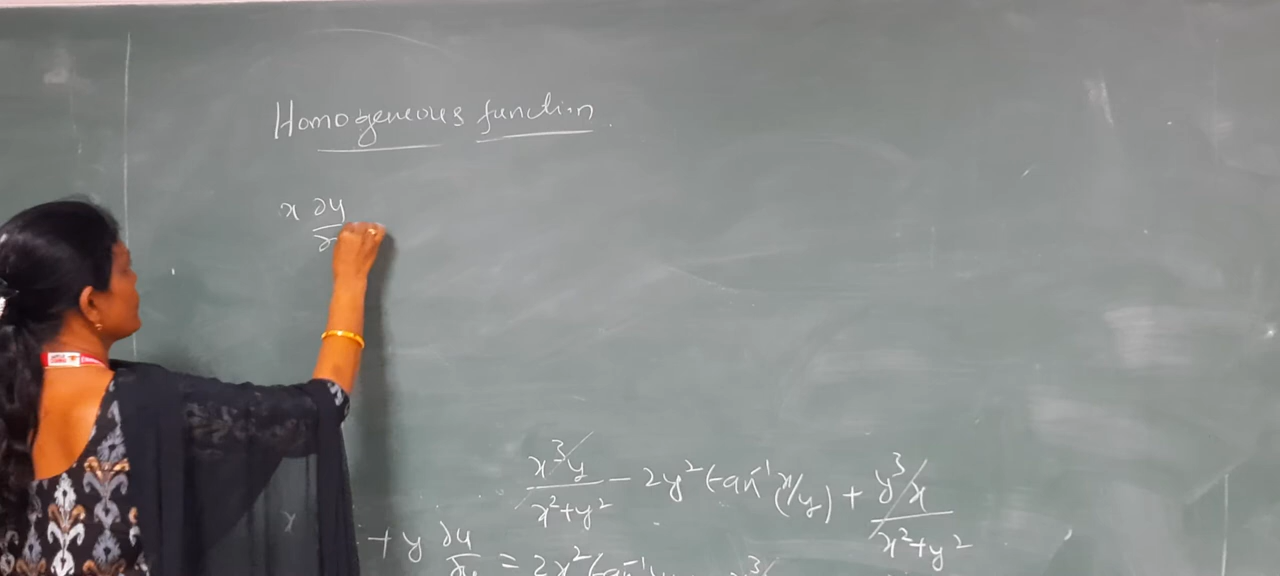 Homogeneous function.
x ∂u
x³y / x²+y² - 2y² tan⁻¹(x/y) + y³x / x²+y²
+ y ∂u = 2x² tan⁻¹